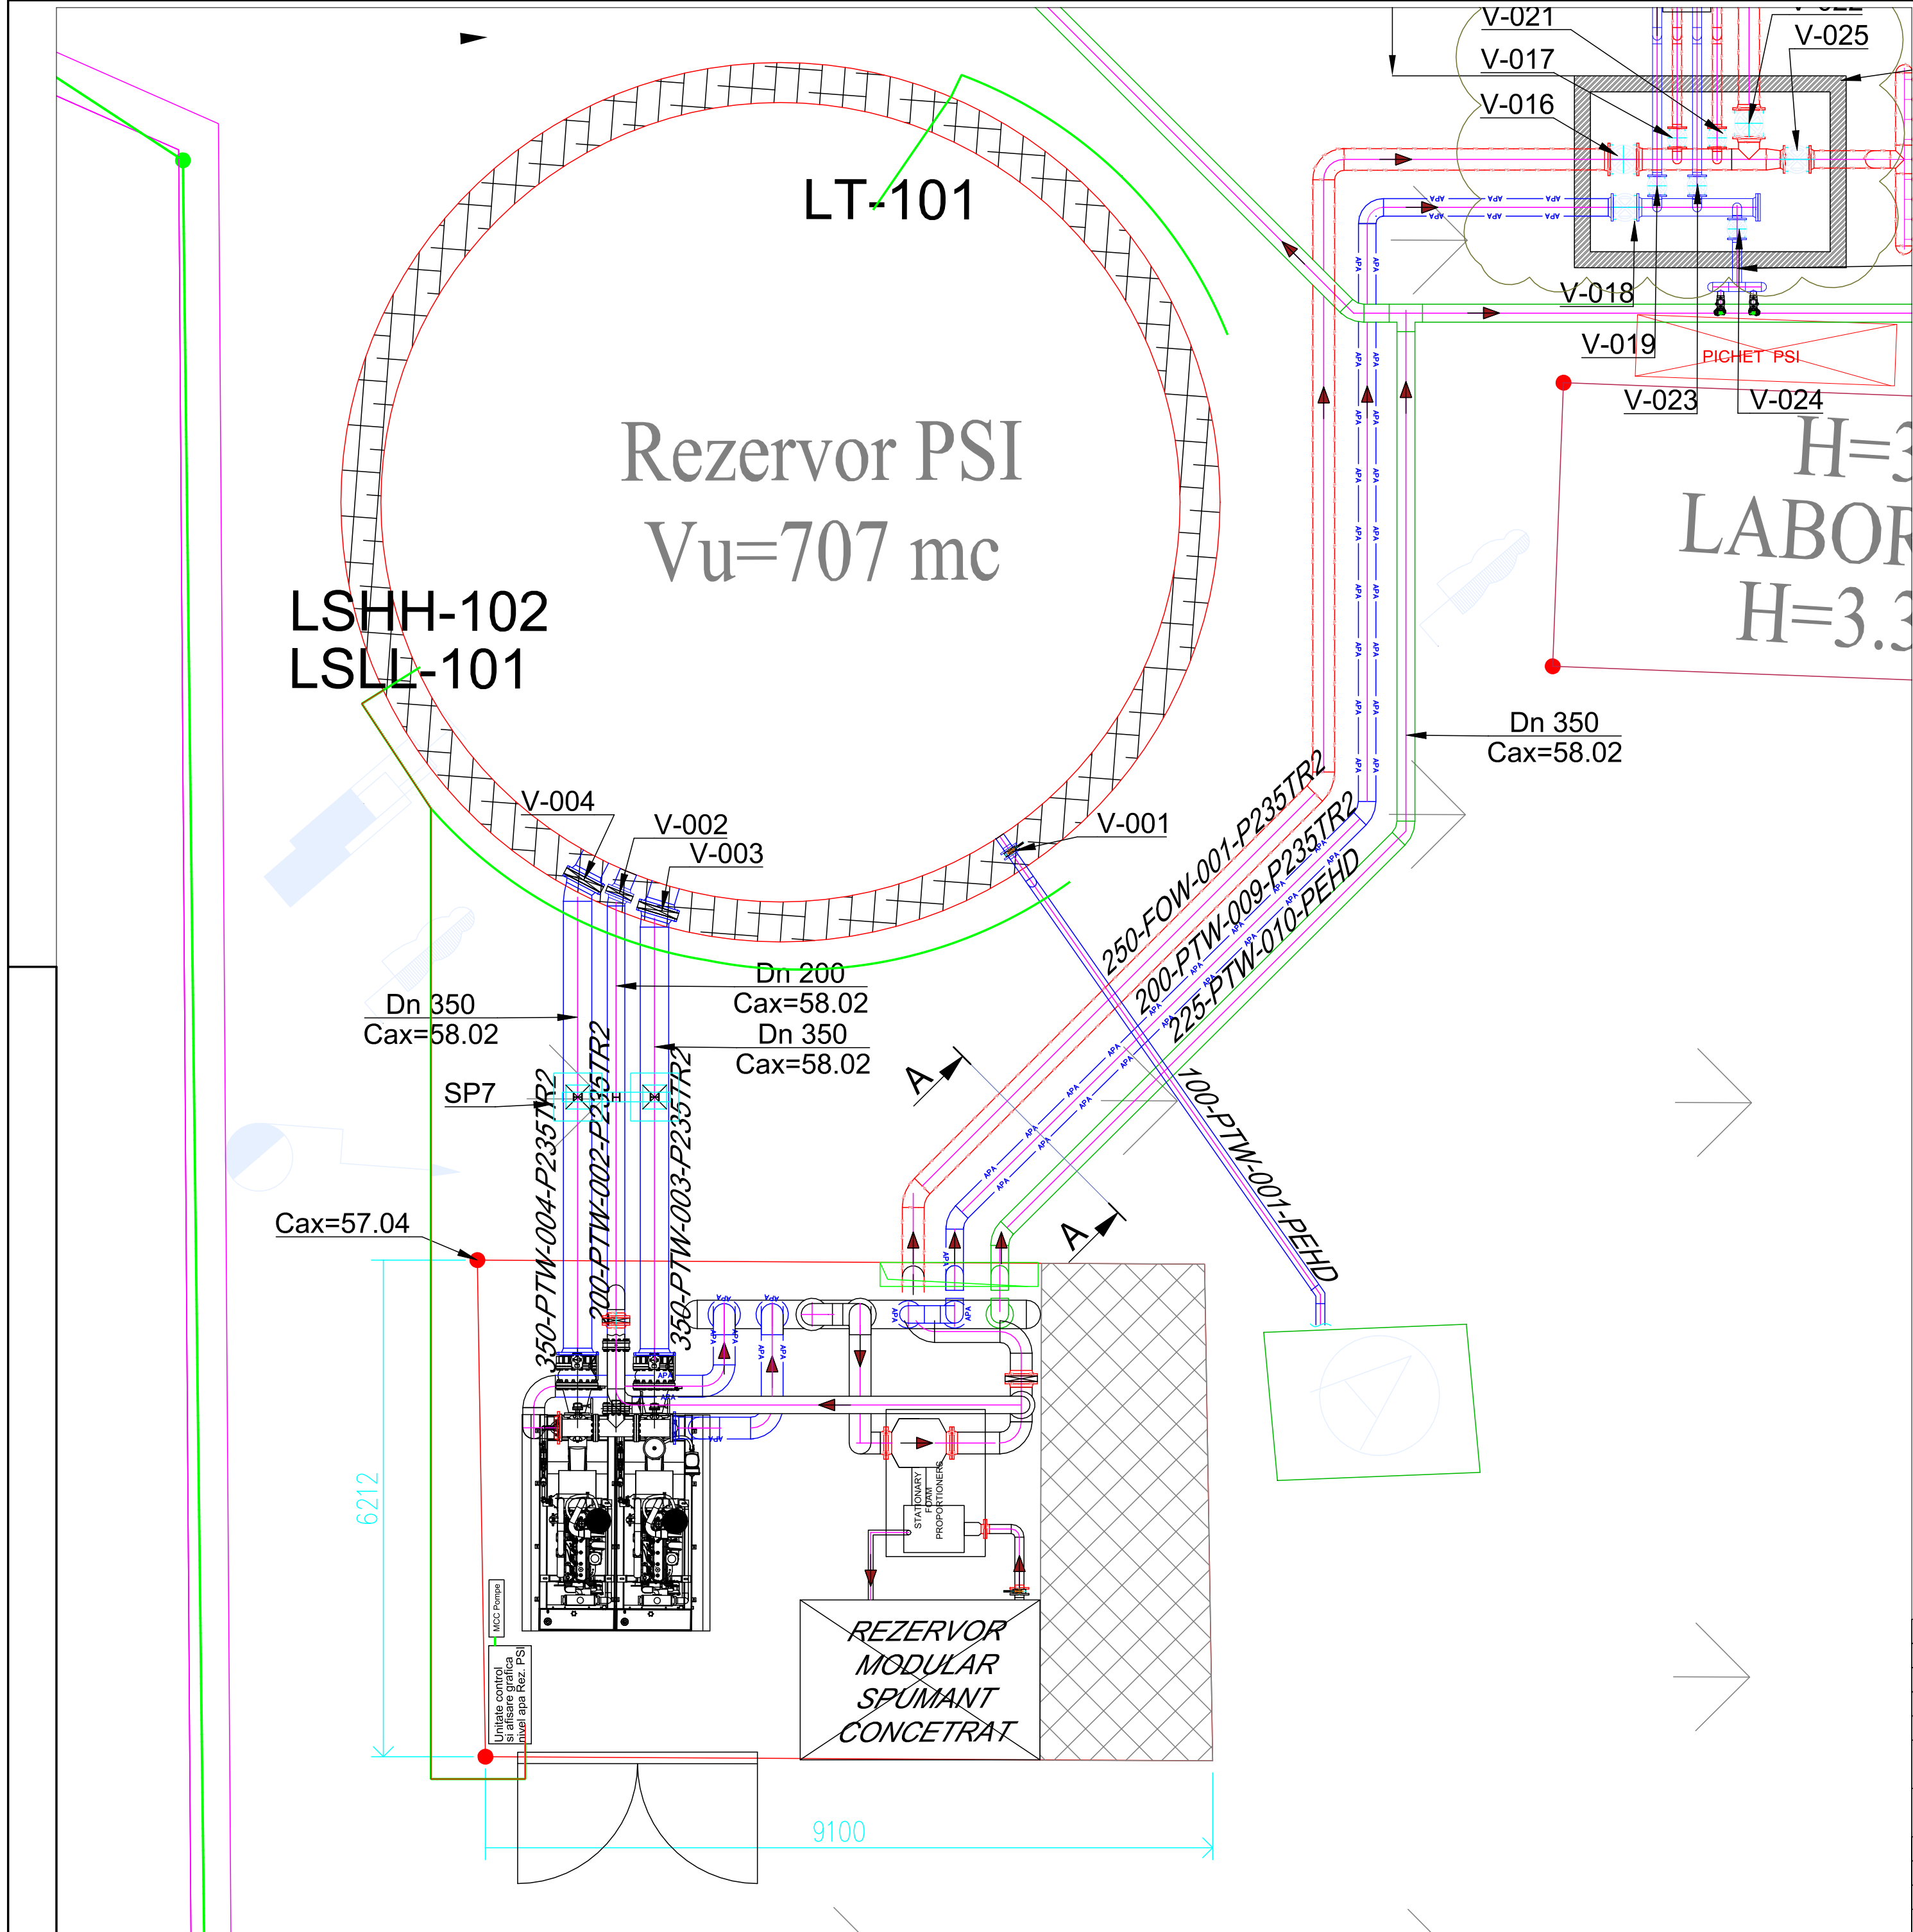 V-021
V-025
V-017
V-016
LT-101
V-018
V-019
PICHET PSI
V-023
V-024
Rezervor PSI
Vu=707 mc
LSHH-102
LSLL-101
Dn 350
Cax=58.02
V-004
V-002
V-003
V-001
250-FOW-001-P235TR2
200-PTW-009-P235TR2
225-PTW-010-PEHD
Dn 200
Cax=58.02
Dn 350
Cax=58.02
Dn 350
Cax=58.02
SP7
350-PTW-004-P235TR2
200-PTW-002-P235TR2
350-PTW-003-P235TR2
A
A
100-PTW-001-PEHD
Cax=57.04
APA
6212
STATIONARY
FOAM
PROPORTIONERS
MCC Pompe
Unitate control
si afisare grafica
nivel apa Rez. PSI
REZERVOR
MODULAR
SPUMANT
CONCETRAT
9100